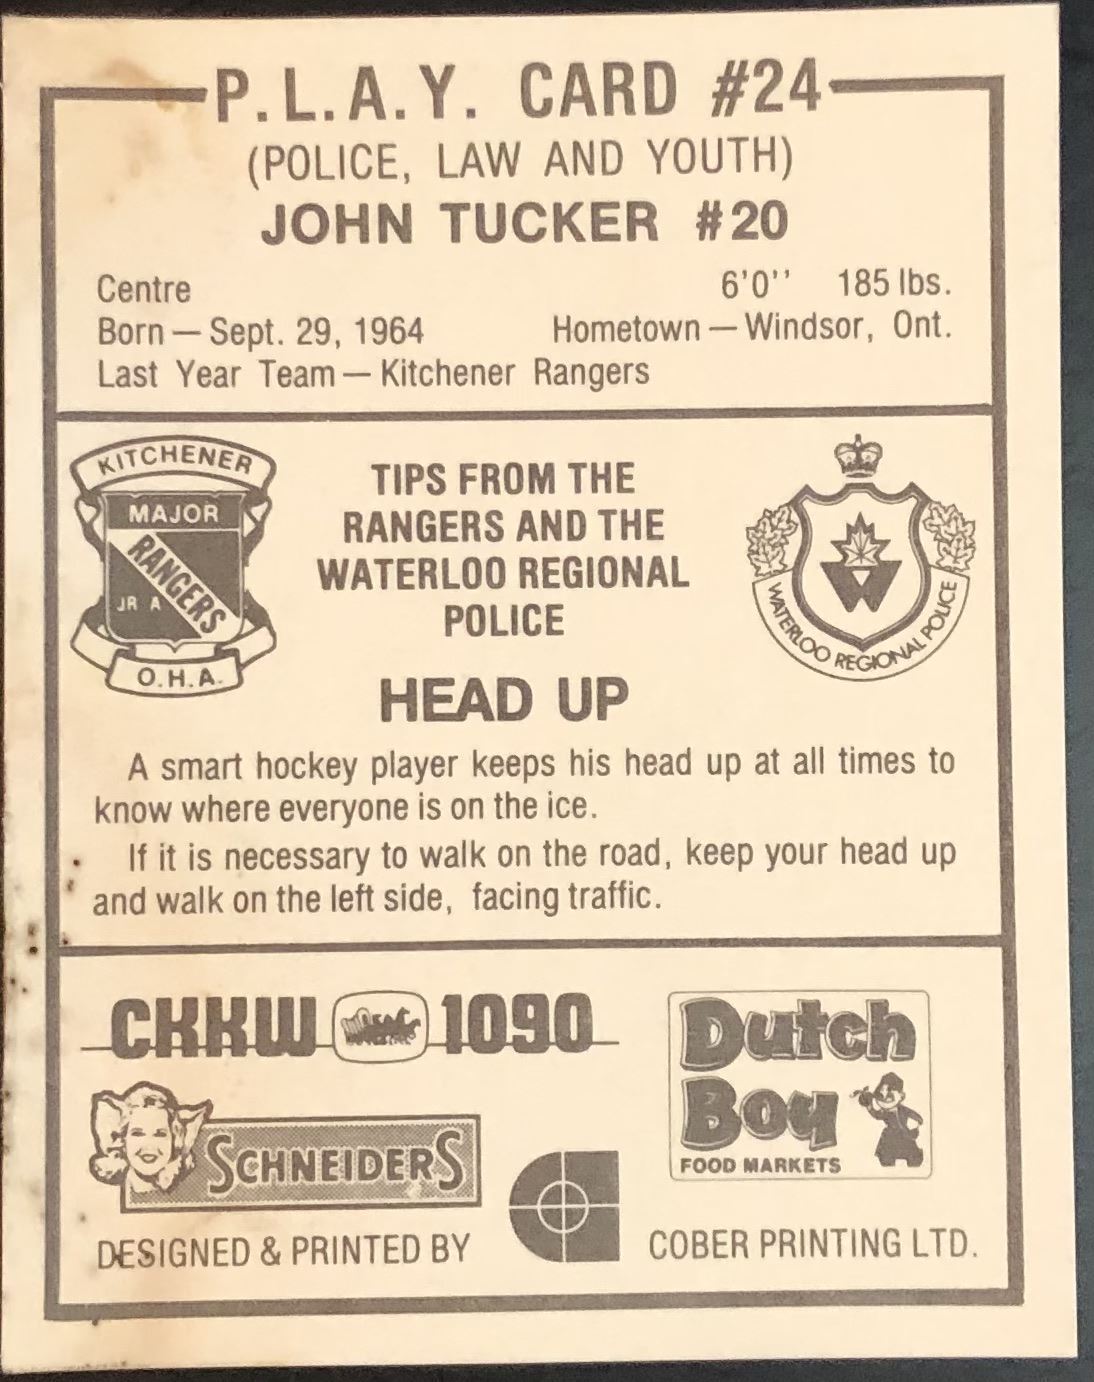 P.L.A.Y. CARD #24
(POLICE, LAW AND YOUTH)
JOHN TUCKER #20
Centre 6'0'' 185 lbs.
Born — Sept. 29, 1964 Hometown — Windsor, Ont.
Last Year Team — Kitchener Rangers
KITCHENER
MAJOR
RANGERS
JR A
O.H.A.
TIPS FROM THE
RANGERS AND THE
WATERLOO REGIONAL
POLICE
WATERLOO REGIONAL POLICE
HEAD UP
A smart hockey player keeps his head up at all times to
know where everyone is on the ice.
If it is necessary to walk on the road, keep your head up
and walk on the left side, facing traffic.
CKKW 1090
Dutch
Boy
FOOD MARKETS
SCHNEIDERS
DESIGNED & PRINTED BY COBER PRINTING LTD.